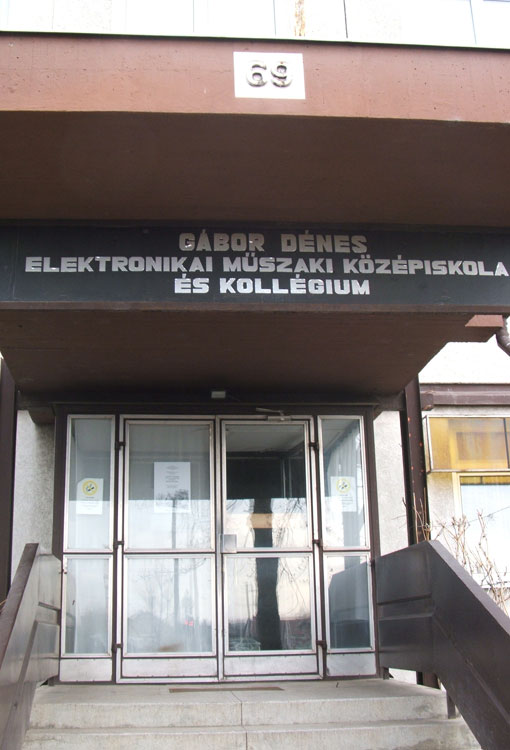 69
GÁBOR DÉNES
ELEKTRONIKAI MŰSZAKI KÖZÉPISKOLA
ÉS KOLLÉGIUM